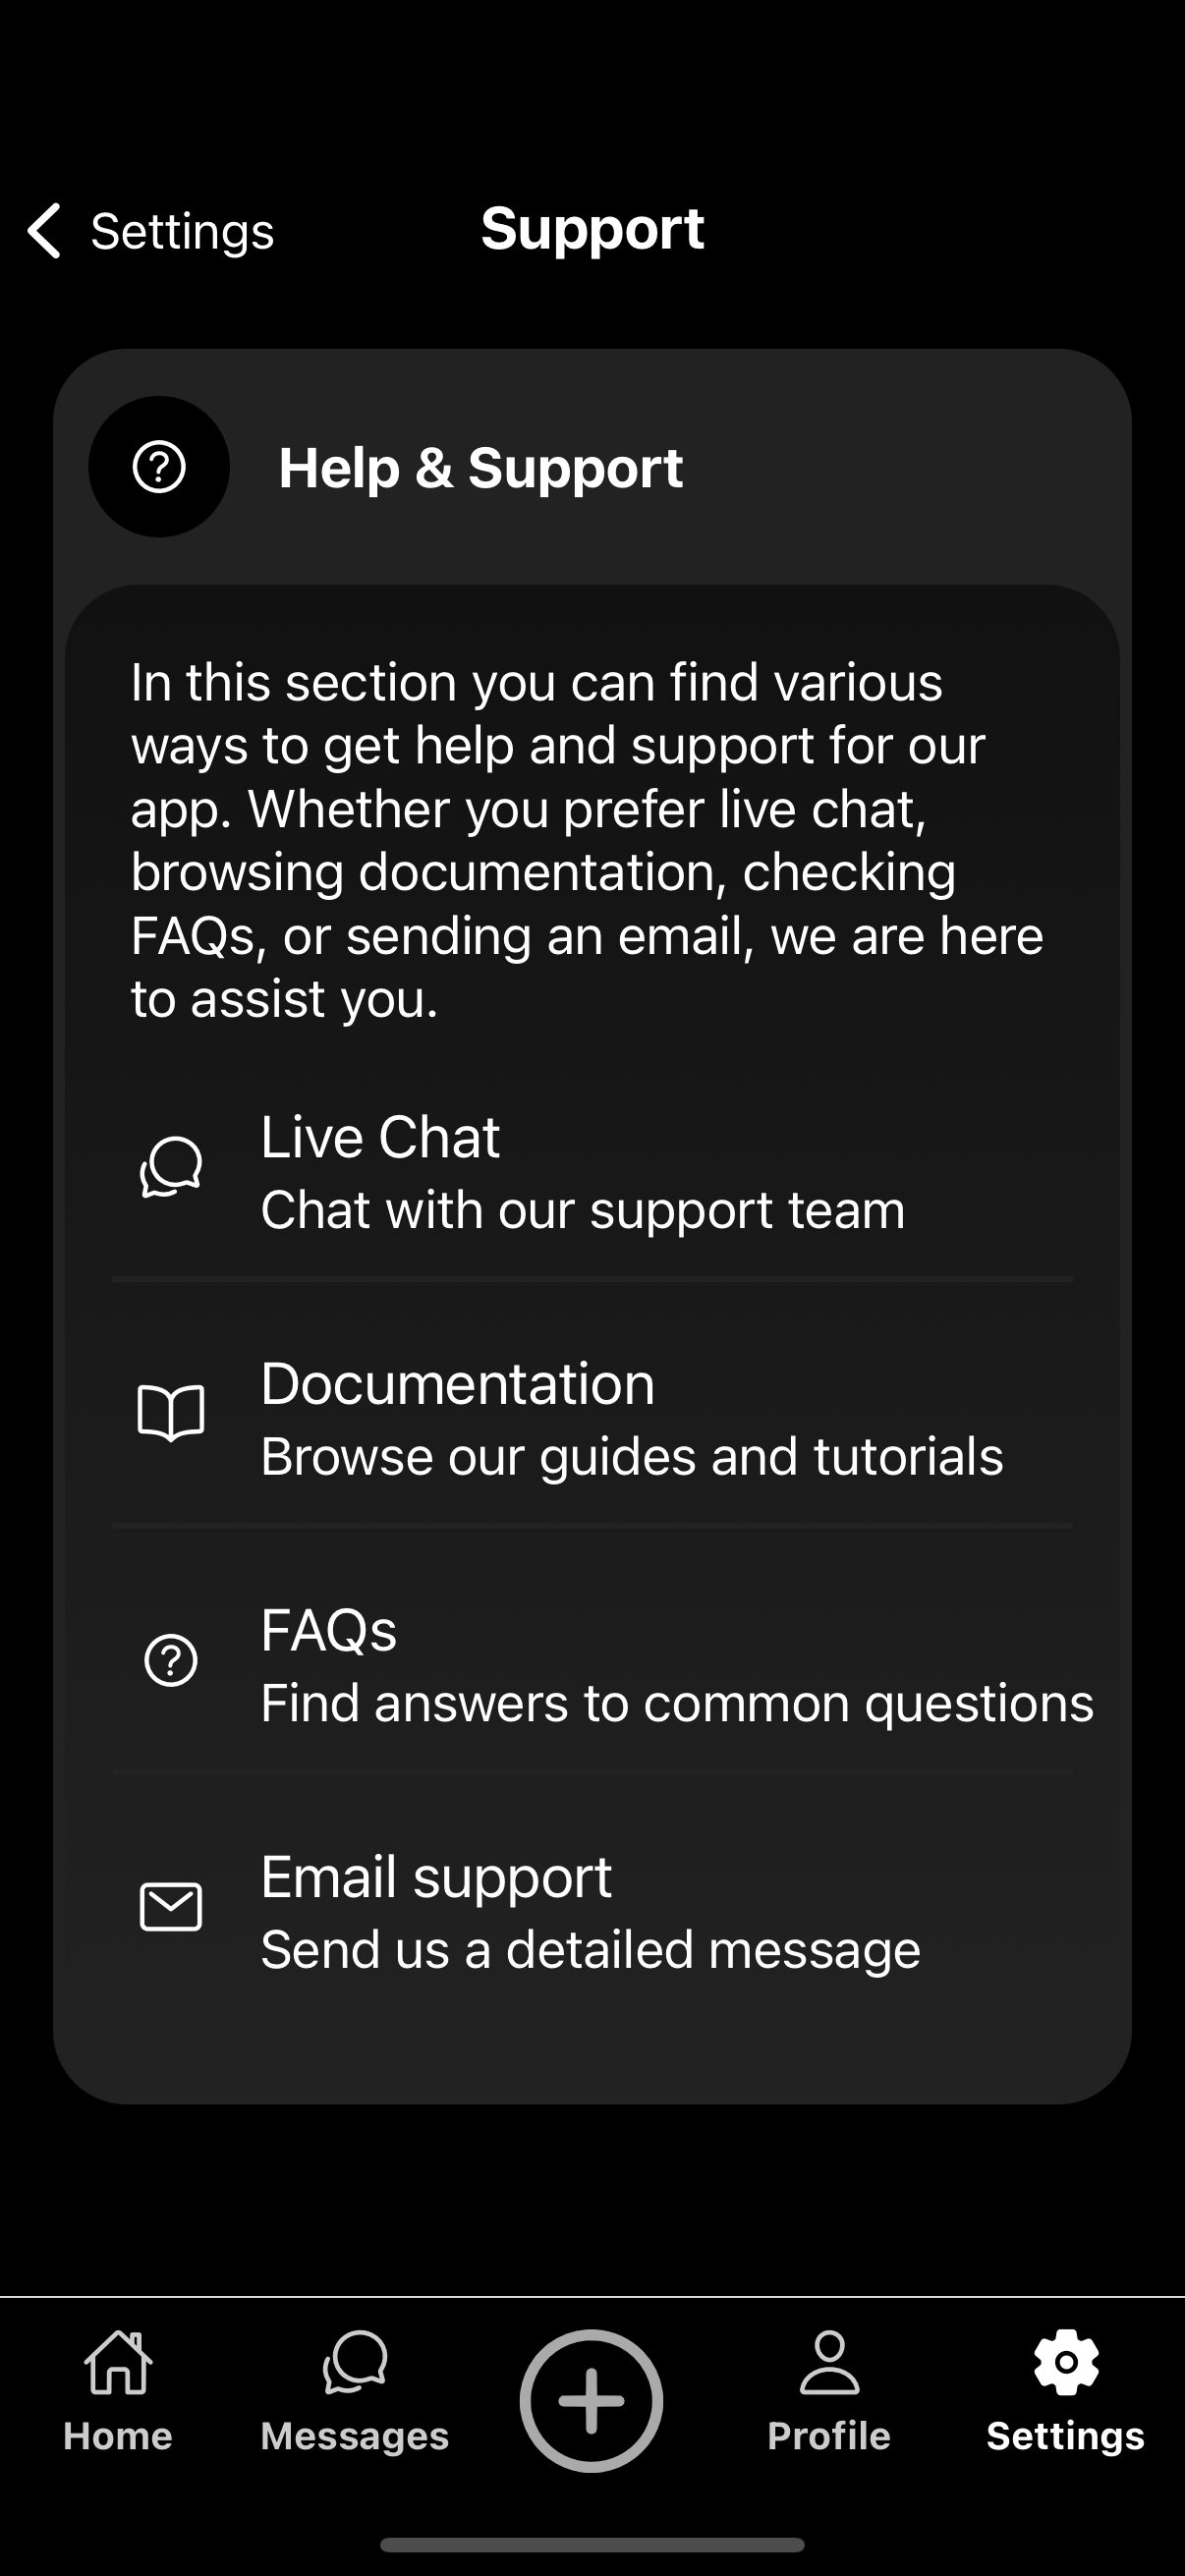 Settings
Support
Help & Support
In this section you can find various
ways to get help and support for our
app. Whether you prefer live chat,
browsing documentation, checking
FAQs, or sending an email, we are here
to assist you.
Live Chat
Chat with our support team
Documentation
Browse our guides and tutorials
FAQs
Find answers to common questions
Email support
Send us a detailed message
Home
Messages
Profile
Settings